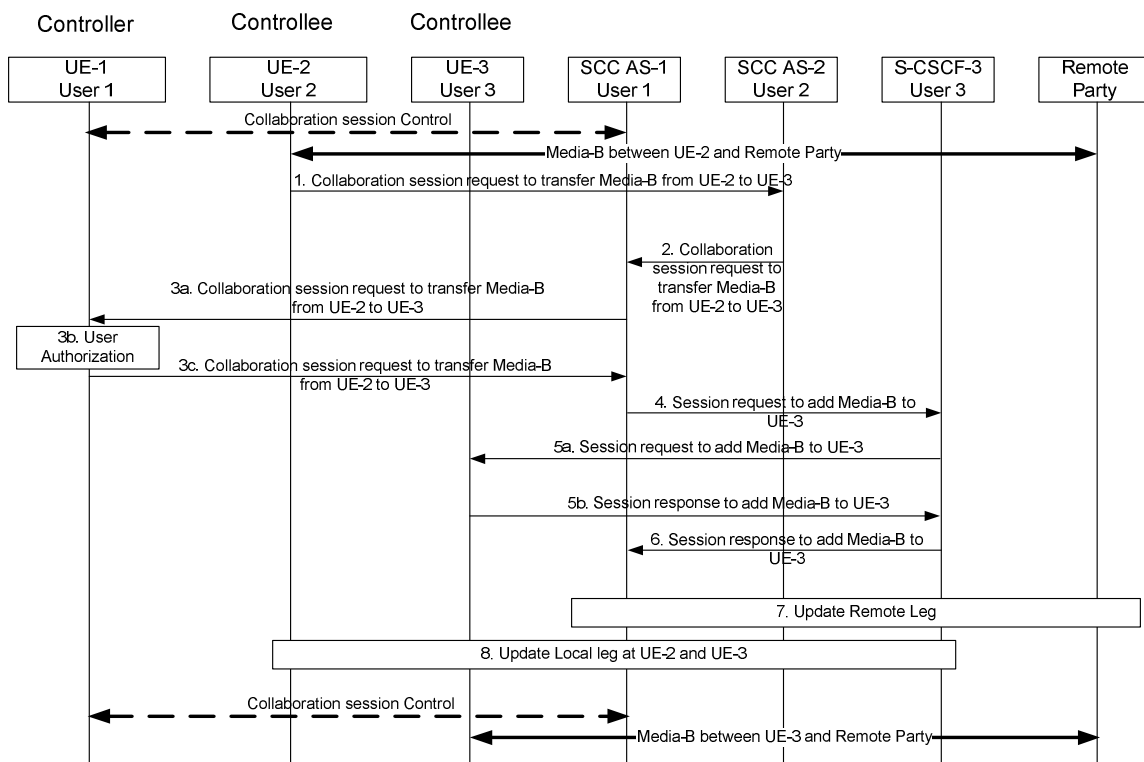 Controller
Controllee
Controllee
UE-1
User 1
UE-2
User 2
UE-3
User 3
SCC AS-1
User 1
SCC AS-2
User 2
S-CSCF-3
User 3
Remote
Party
Collaboration session Control
Media-B between UE-2 and Remote Party
1. Collaboration session request to transfer Media-B from UE-2 to UE-3
2. Collaboration
session request to
transfer Media-B
from UE-2 to UE-3
3a. Collaboration session request to transfer Media-B
from UE-2 to UE-3
3b. User
Authorization
3c. Collaboration session request to transfer Media-B
from UE-2 to UE-3
4. Session request to add Media-B to
UE-3
5a. Session request to add Media-B to UE-3
5b. Session response to add Media-B to UE-3
6. Session response to add Media-B to
UE-3
7. Update Remote Leg
8. Update Local leg at UE-2 and UE-3
Collaboration session Control
Media-B between UE-3 and Remote Party